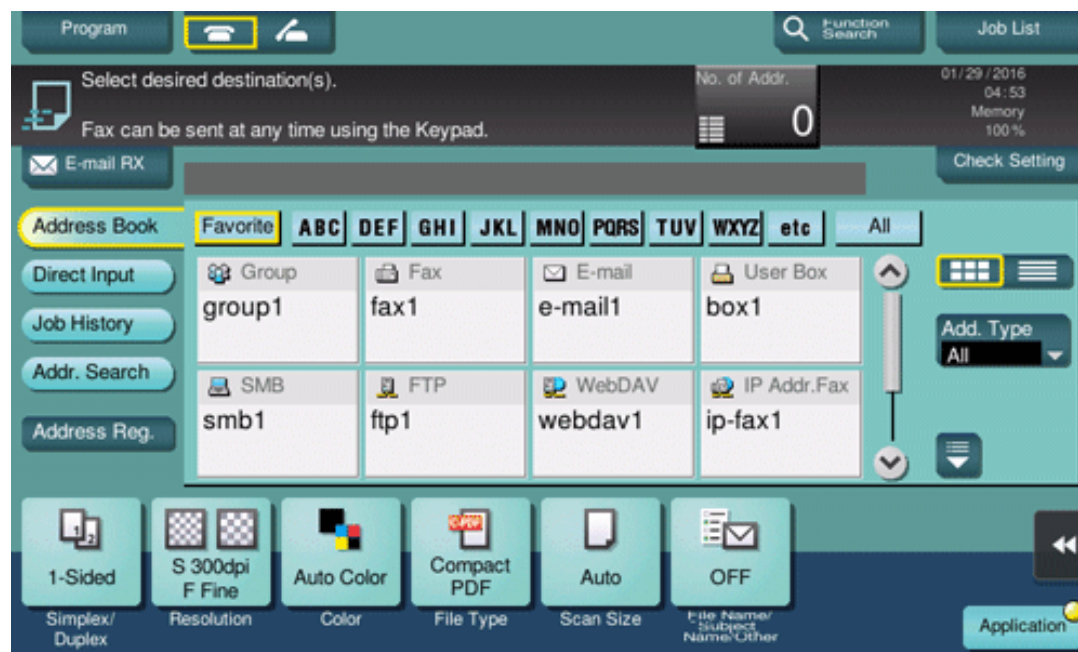 Program
Function
Search
Job List
Select desired destination(s).
Fax can be sent at any time using the Keypad.
No. of Addr.
0
01/29/2016
04:53
Memory
100%
E-mail RX
Check Setting
Address Book
Favorite ABC DEF GHI JKL MNO PQRS TUV WXYZ etc All
Direct Input
Job History
Addr. Search
Address Reg.
Group Fax E-mail User Box
group1 fax1 e-mail1 box1
SMB FTP WebDAV IP Addr.Fax
smb1 ftp1 webdav1 ip-fax1
Add. Type
All
1 2
1-Sided
S 300dpi
F Fine
Auto Color
C-PDF
Compact
PDF
Auto
OFF
Simplex/
Duplex
Resolution
Color
File Type
Scan Size
File Name/
Subject
Name/Other
Application